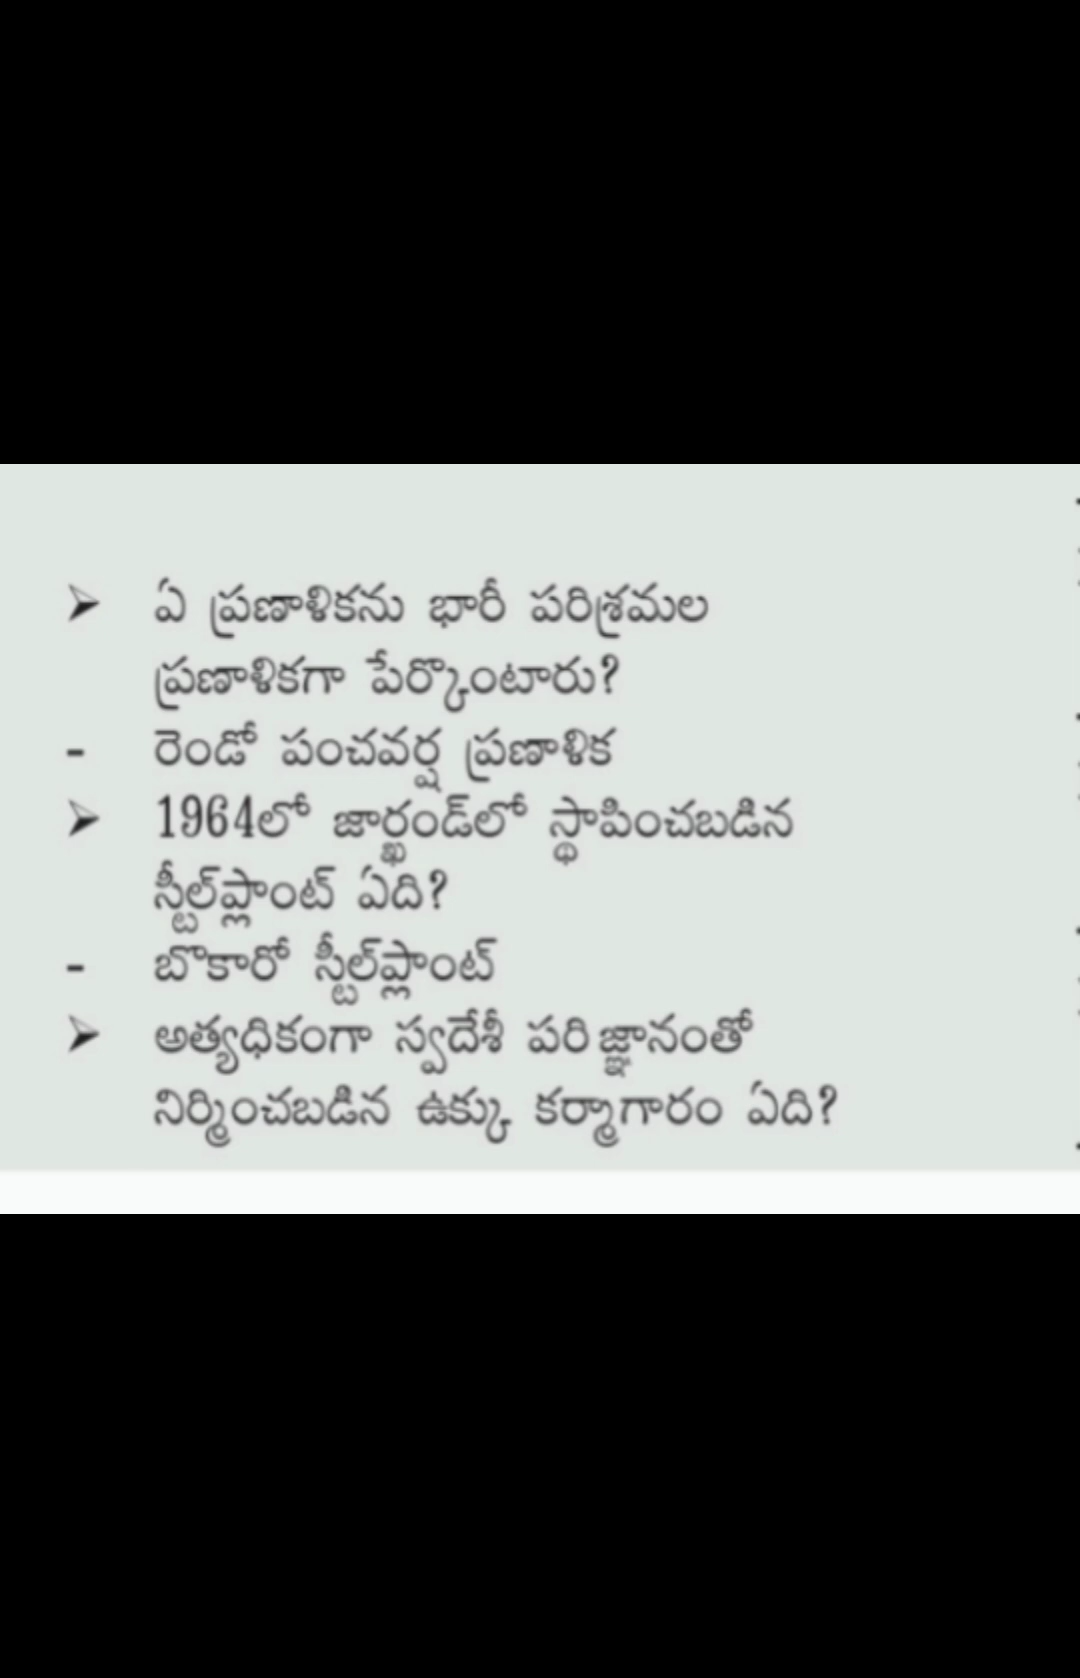 ➤ ఏ ప్రణాళికను భారీ పరిశ్రమల
ప్రణాళికగా పేర్కొంటారు?
- రెండో పంచవర్ష ప్రణాళిక
➤ 1964లో జార్ఖండ్‌లో స్థాపించబడిన
స్టీల్‌ప్లాంట్ ఏది?
- బొకారో స్టీల్‌ప్లాంట్
➤ అత్యధికంగా స్వదేశీ పరిజ్ఞానంతో
నిర్మించబడిన ఉక్కు కర్మాగారం ఏది?